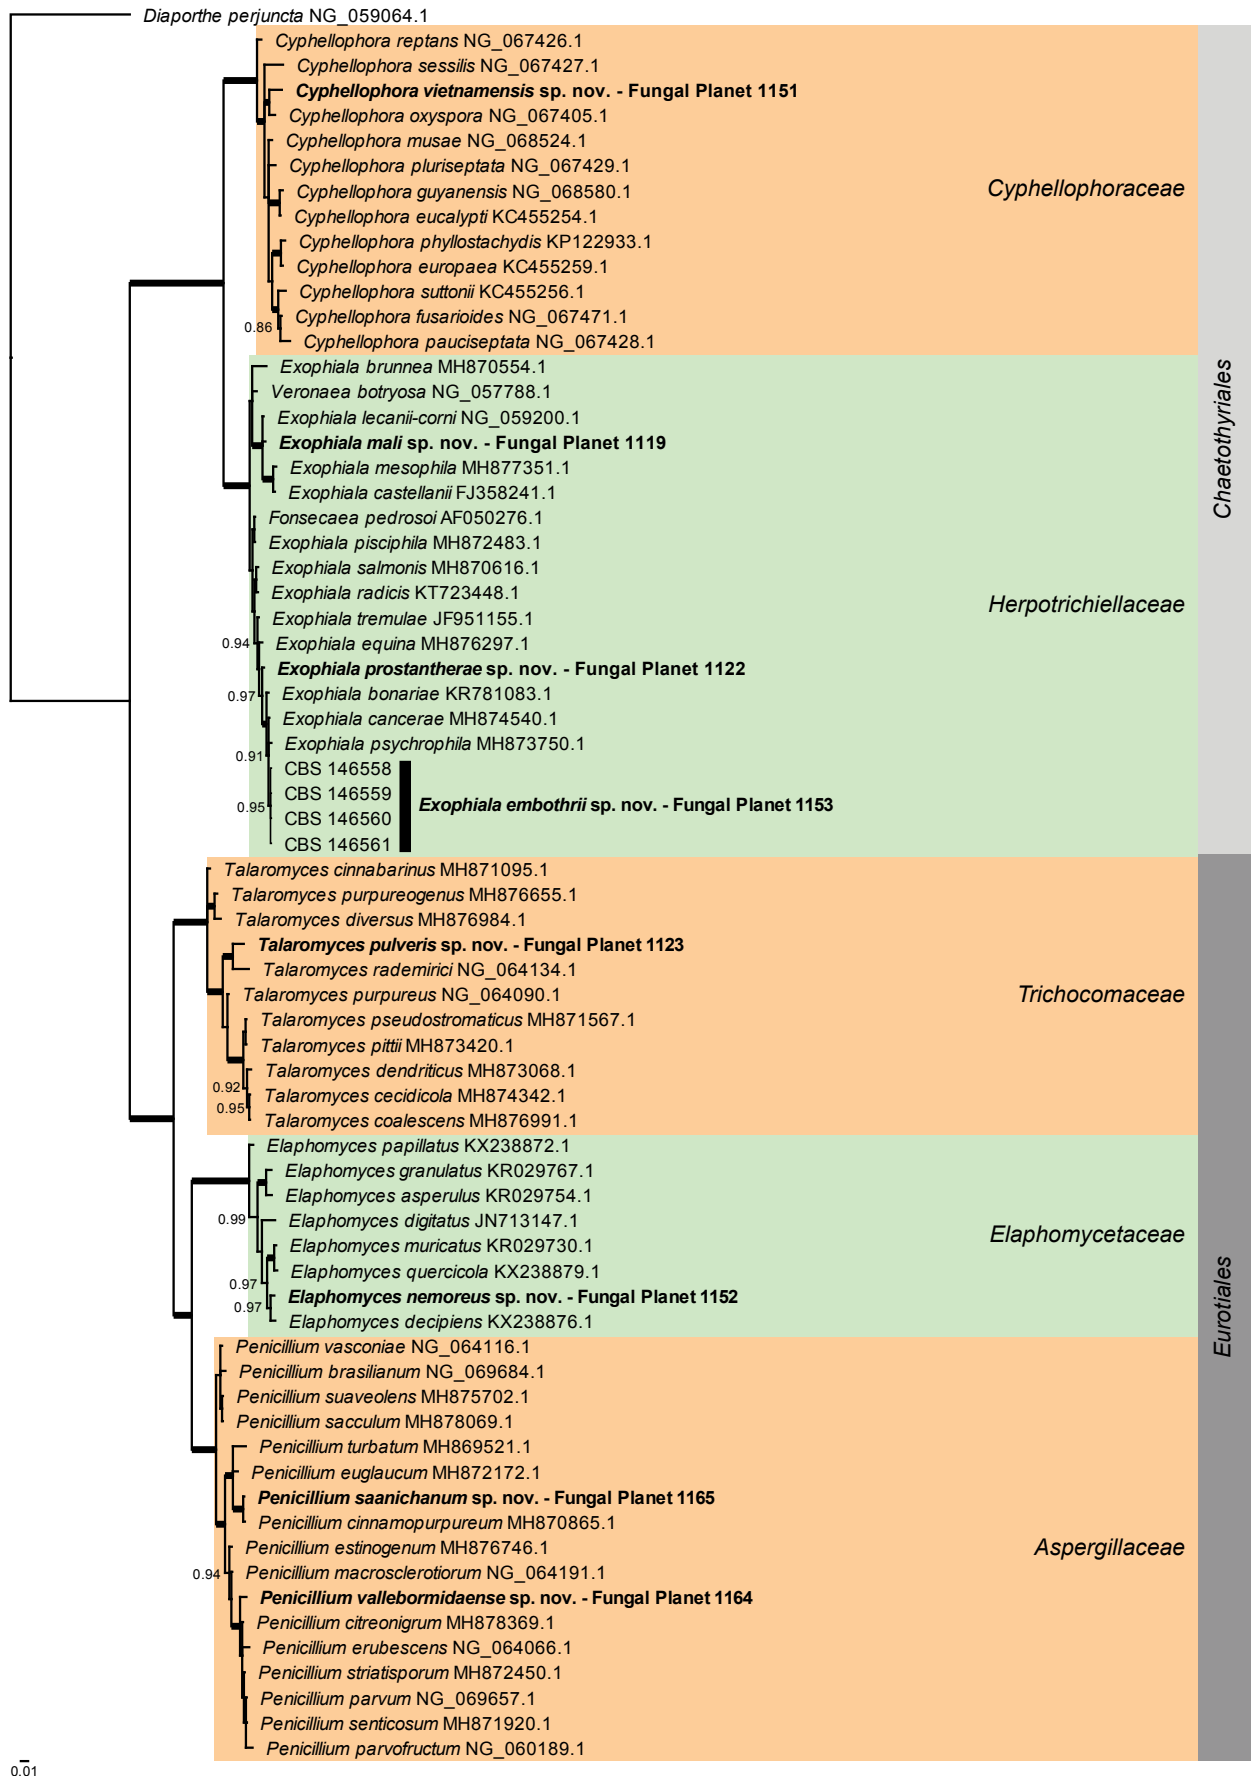 Diaporthe perjuncta NG_059064.1
Cyphellophora reptans NG_067426.1
Cyphellophora sessilis NG_067427.1
Cyphellophora vietnamensis sp. nov. - Fungal Planet 1151
Cyphellophora oxyspora NG_067405.1
Cyphellophora musae NG_068524.1
Cyphellophora pluriseptata NG_067429.1
Cyphellophora guyanensis NG_068580.1
Cyphellophora eucalypti KC455254.1
Cyphellophora phyllostachydis KP122933.1
Cyphellophora europaea KC455259.1
Cyphellophora suttonii KC455256.1
Cyphellophora fusarioides NG_067471.1
0.86
Cyphellophora pauciseptata NG_067428.1
Cyphellophoraceae
Exophiala brunnea MH870554.1
Veronaea botryosa NG_057788.1
Exophiala lecanii-corni NG_059200.1
Exophiala mali sp. nov. - Fungal Planet 1119
Exophiala mesophila MH877351.1
Exophiala castellanii FJ358241.1
Fonsecaea pedrosoi AF050276.1
Exophiala pisciphila MH872483.1
Exophiala salmonis MH870616.1
Exophiala radicis KT723448.1
Exophiala tremulae JF951155.1
0.94
Exophiala equina MH876297.1
Exophiala prostantherae sp. nov. - Fungal Planet 1122
0.97
Exophiala bonariae KR781083.1
Exophiala cancerae MH874540.1
Exophiala psychrophila MH873750.1
0.91
CBS 146558
CBS 146559
0.95
CBS 146560
CBS 146561
Exophiala embothrii sp. nov. - Fungal Planet 1153
Herpotrichiellaceae
Chaetothyriales
Talaromyces cinnabarinus MH871095.1
Talaromyces purpureogenus MH876655.1
Talaromyces diversus MH876984.1
Talaromyces pulveris sp. nov. - Fungal Planet 1123
Talaromyces rademirici NG_064134.1
Talaromyces purpureus NG_064090.1
Talaromyces pseudostromaticus MH871567.1
Talaromyces pittii MH873420.1
Talaromyces dendriticus MH873068.1
0.92
Talaromyces cecidicola MH874342.1
0.95
Talaromyces coalescens MH876991.1
Trichocomaceae
Elaphomyces papillatus KX238872.1
Elaphomyces granulatus KR029767.1
Elaphomyces asperulus KR029754.1
0.99
Elaphomyces digitatus JN713147.1
Elaphomyces muricatus KR029730.1
Elaphomyces quercicola KX238879.1
0.97
Elaphomyces nemoreus sp. nov. - Fungal Planet 1152
0.97
Elaphomyces decipiens KX238876.1
Elaphomycetaceae
Penicillium vasconiae NG_064116.1
Penicillium brasilianum NG_069684.1
Penicillium suaveolens MH875702.1
Penicillium sacculum MH878069.1
Penicillium turbatum MH869521.1
Penicillium euglaucum MH872172.1
Penicillium saanichanum sp. nov. - Fungal Planet 1165
Penicillium cinnamopurpureum MH870865.1
Penicillium estinogenum MH876746.1
0.94
Penicillium macrosclerotiorum NG_064191.1
Penicillium vallebormidaense sp. nov. - Fungal Planet 1164
Penicillium citreonigrum MH878369.1
Penicillium erubescens NG_064066.1
Penicillium striatisporum MH872450.1
Penicillium parvum NG_069657.1
Penicillium senticosum MH871920.1
Penicillium parvofructum NG_060189.1
Aspergillaceae
Eurotiales
0.01